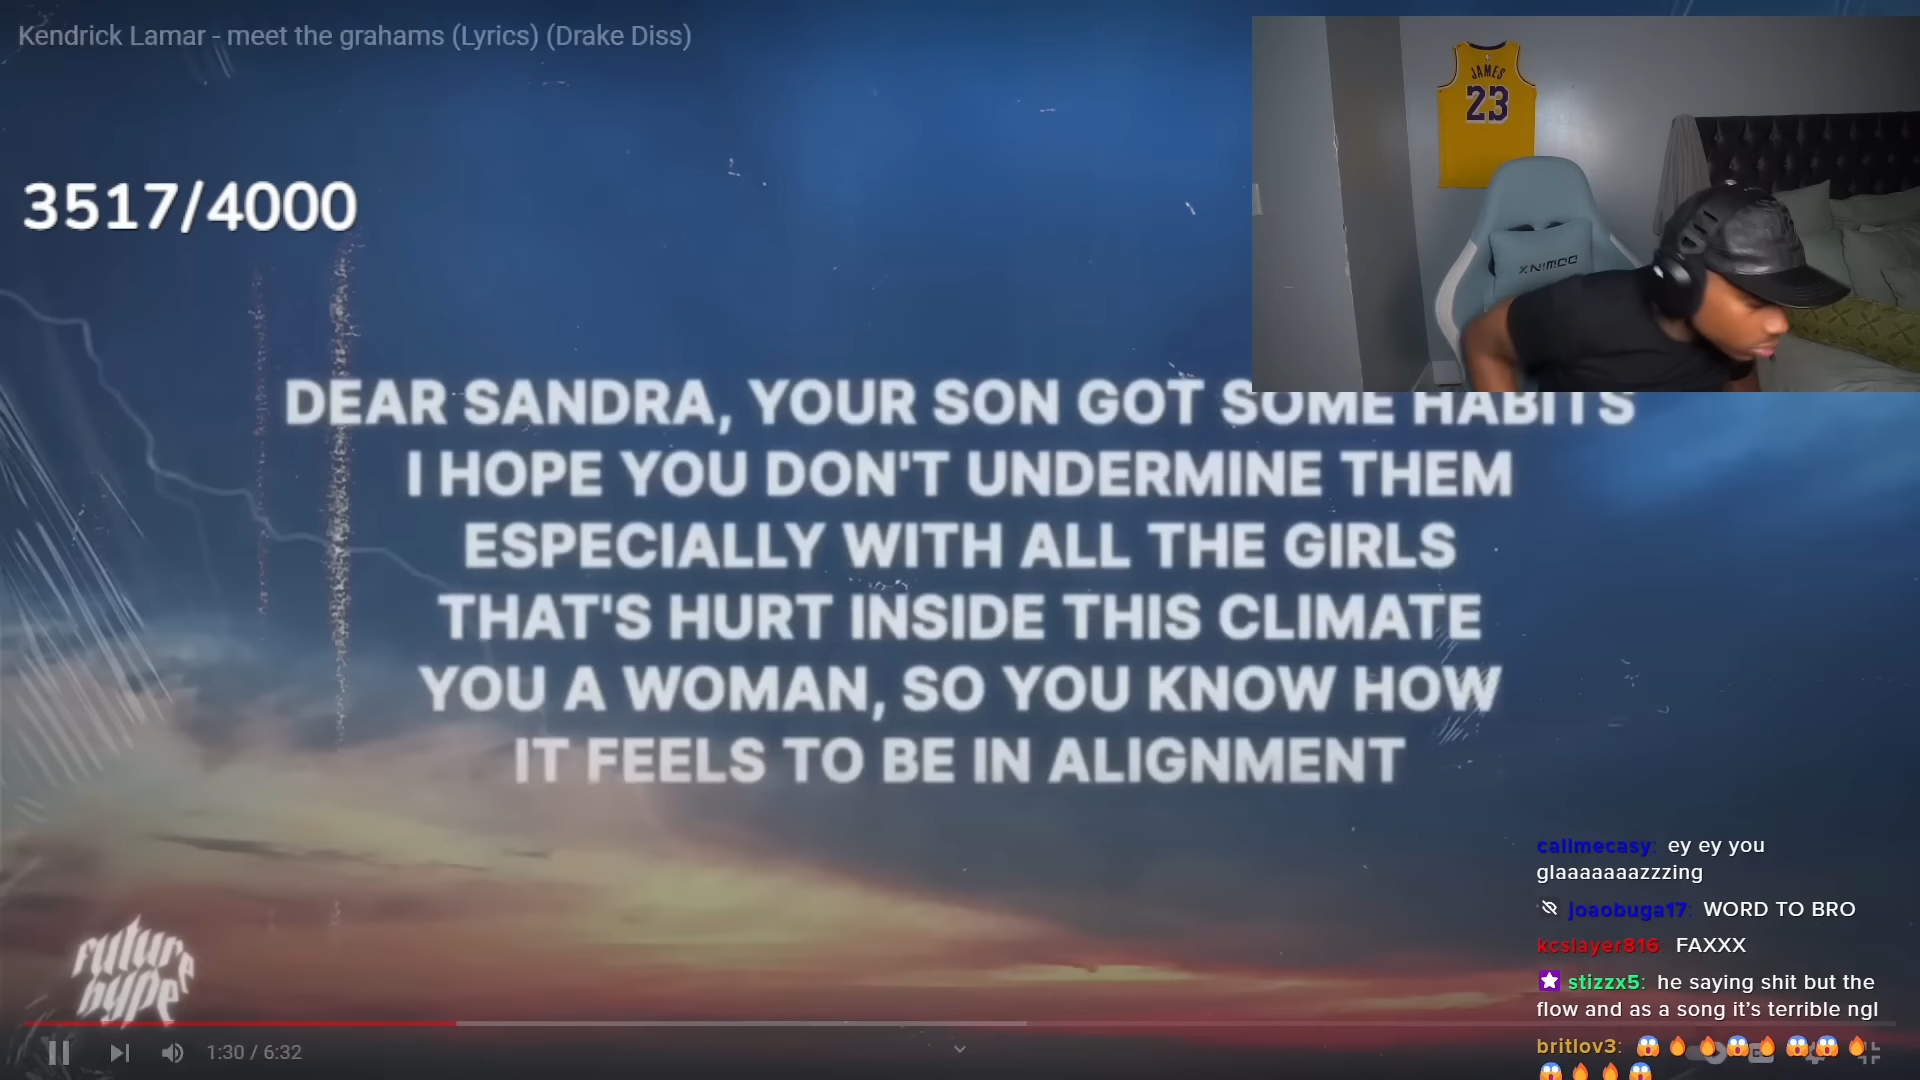 Kendrick Lamar - meet the grahams (Lyrics) (Drake Diss)
JAMES
23
3517/4000
XNIMOO
DEAR SANDRA, YOUR SON GOT SOME HABITS
I HOPE YOU DON'T UNDERMINE THEM
ESPECIALLY WITH ALL THE GIRLS
THAT'S HURT INSIDE THIS CLIMATE
YOU A WOMAN, SO YOU KNOW HOW
IT FEELS TO BE IN ALIGNMENT
callmecasy: ey ey you
glaaaaaaazzzing
joaobuga17: WORD TO BRO
kcslayer816: FAXXX
stizzx5: he saying shit but the
flow and as a song it's terrible ngl
britlov3: 😱🔥🔥😱🔥😱😱🔥
😱🔥🔥😱
future hype
1:30 / 6:32